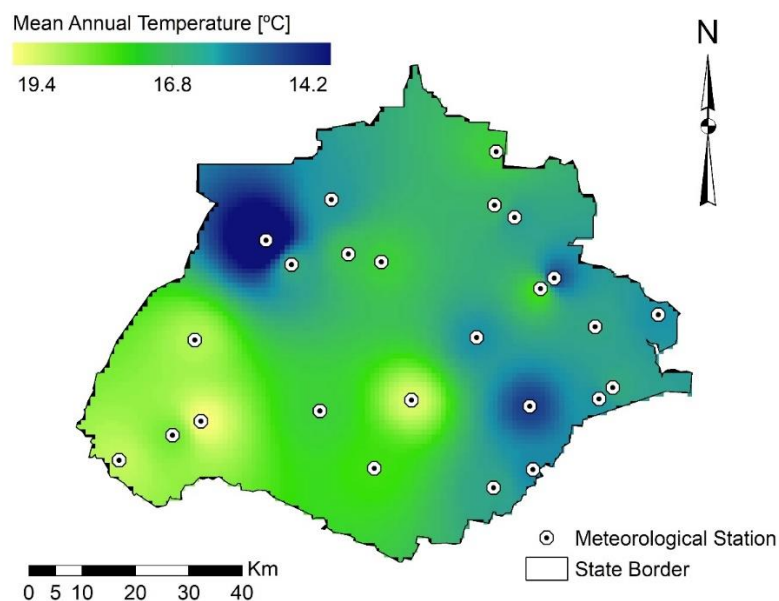 Mean Annual Temperature [ºC]
19.4 16.8 14.2
N
Meteorological Station
State Border
Km
0 5 10 20 30 40